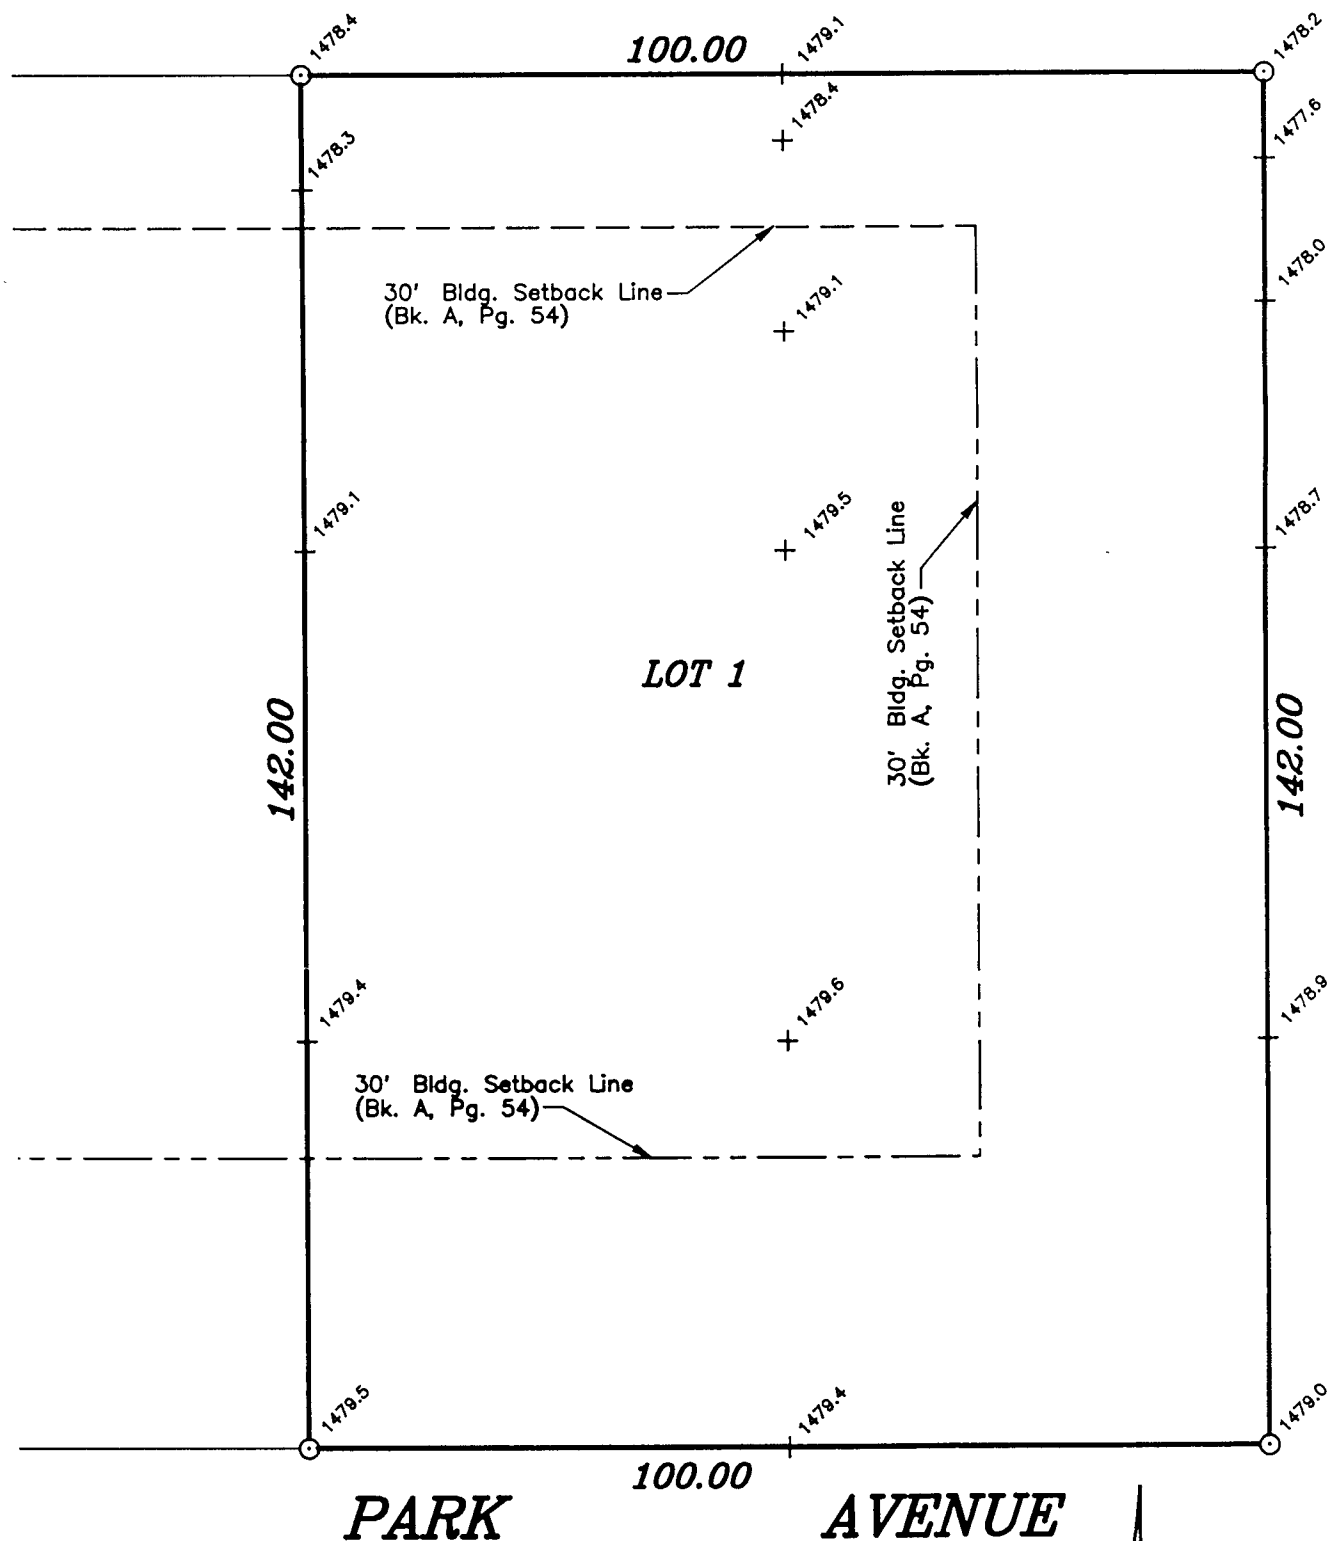 1478.4
100.00
1479.1
1478.2
1478.4
1477.6
1478.3
1478.0
30' Bldg. Setback Line
(Bk. A, Pg. 54)
1479.1
1479.1
1479.5
1478.7
30' Bldg. Setback Line
(Bk. A, Pg. 54)
LOT 1
142.00
142.00
1479.4
1479.6
1478.9
30' Bldg. Setback Line
(Bk. A, Pg. 54)
1479.5
1479.4
1479.0
100.00
PARK AVENUE